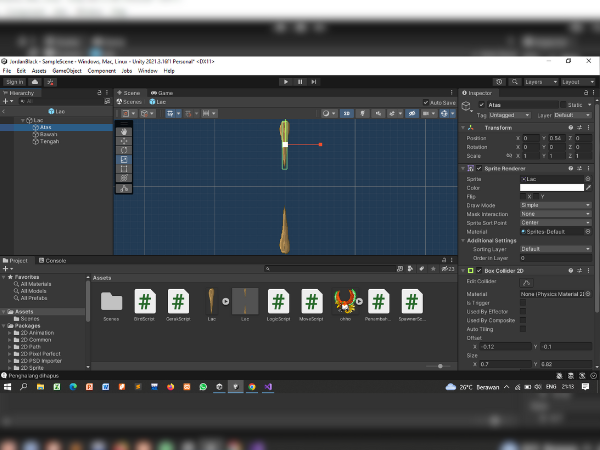 JordanBlack - SampleScene - Windows, Mac, Linux - Unity 2021.3.16f1 Personal* <DX11>
File Edit Assets GameObject Component Jobs Window Help
Sign in Layers Layout
Hierarchy Scene Game Inspector
All Scenes Lac Atas Static
Lac Auto Save Tag Untagged Layer Default
Lac 2D Transform
Atas Position X 0 Y 0.54 Z 0
Bawah Rotation X 0 Y 0 Z 0
Tengah Scale X 1 Y 1 Z 1
Sprite Renderer
Sprite Lac
Color
Flip X Y
Draw Mode Simple
Mask Interaction None
Sprite Sort Point Center
Material Sprites-Default
Additional Settings
Sorting Layer Default
Order in Layer 0
Project Console
23
Favorites Assets
All Materials
All Models
All Prefabs
Assets
Scenes
Packages
2D Animation
2D Common
2D Path
2D Pixel Perfect
2D PSD Importer
2D Sprite
Scenes BirdScript GerakScript Lac Lac LogicScript MoveScript Penambah... SpawnerSc...
Box Collider 2D
Edit Collider
Material None (Physics Material 2D
Is Trigger
Used By Effector
Used By Composite
Auto Tiling
Offset
X -0.12 Y -0.1
Size
X 0.7 Y 6.82
Penghalang dihapus
26°C Berawan ENG 21:13